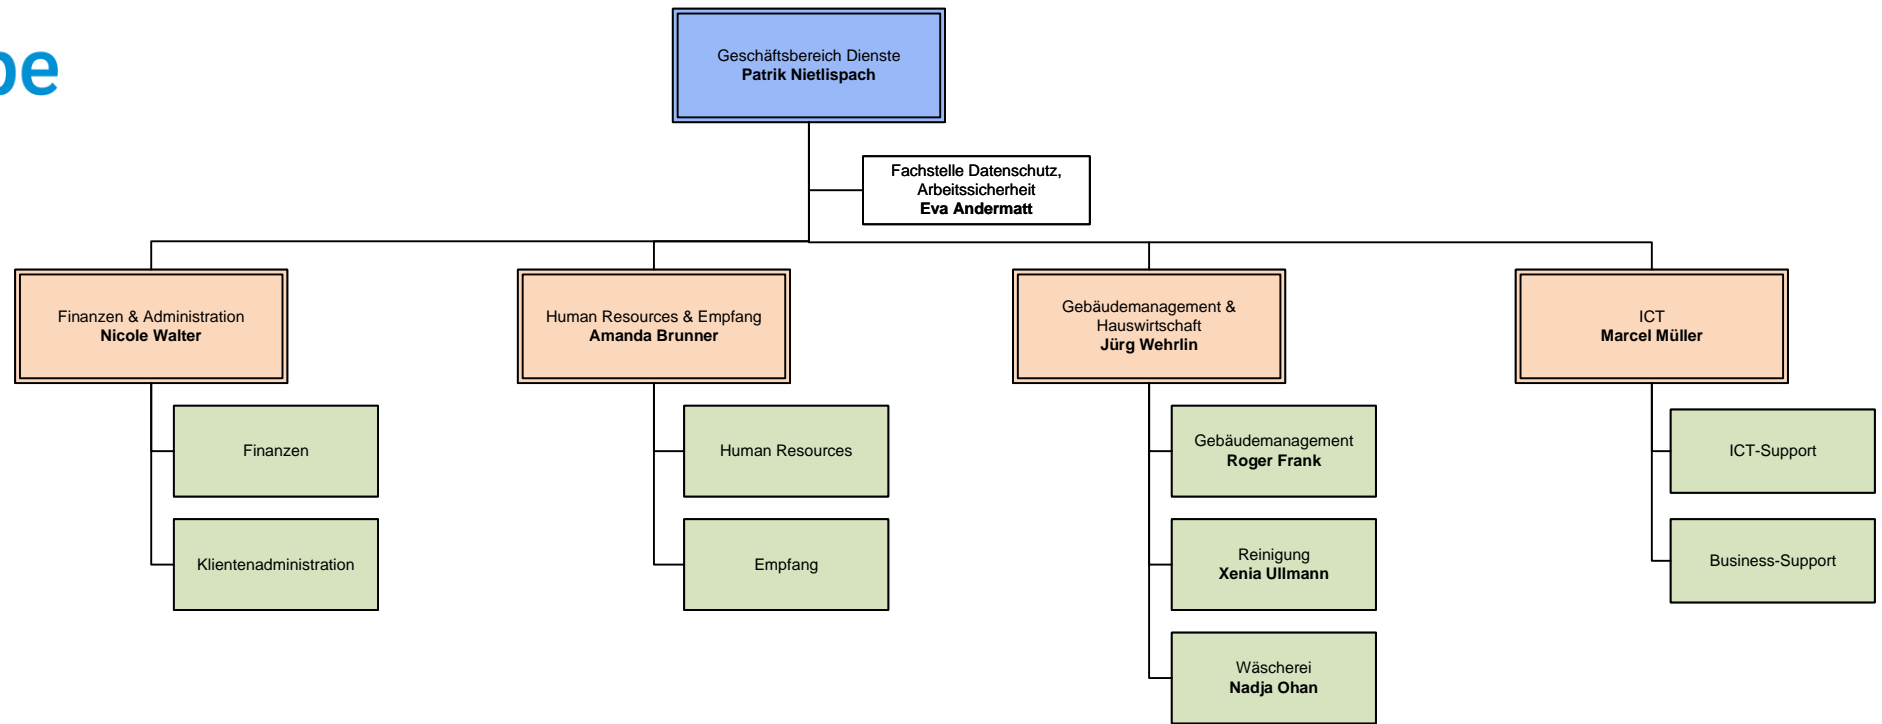 be
Geschäftsbereich Dienste
Patrik Nietlispach
Fachstelle Datenschutz,
Arbeitssicherheit
Eva Andermatt
Finanzen & Administration
Nicole Walter
Human Resources & Empfang
Amanda Brunner
Gebäudemanagement &
Hauswirtschaft
Jürg Wehrlin
ICT
Marcel Müller
Finanzen
Human Resources
Gebäudemanagement
Roger Frank
ICT-Support
Klientenadministration
Empfang
Reinigung
Xenia Ullmann
Business-Support
Wäscherei
Nadja Ohan